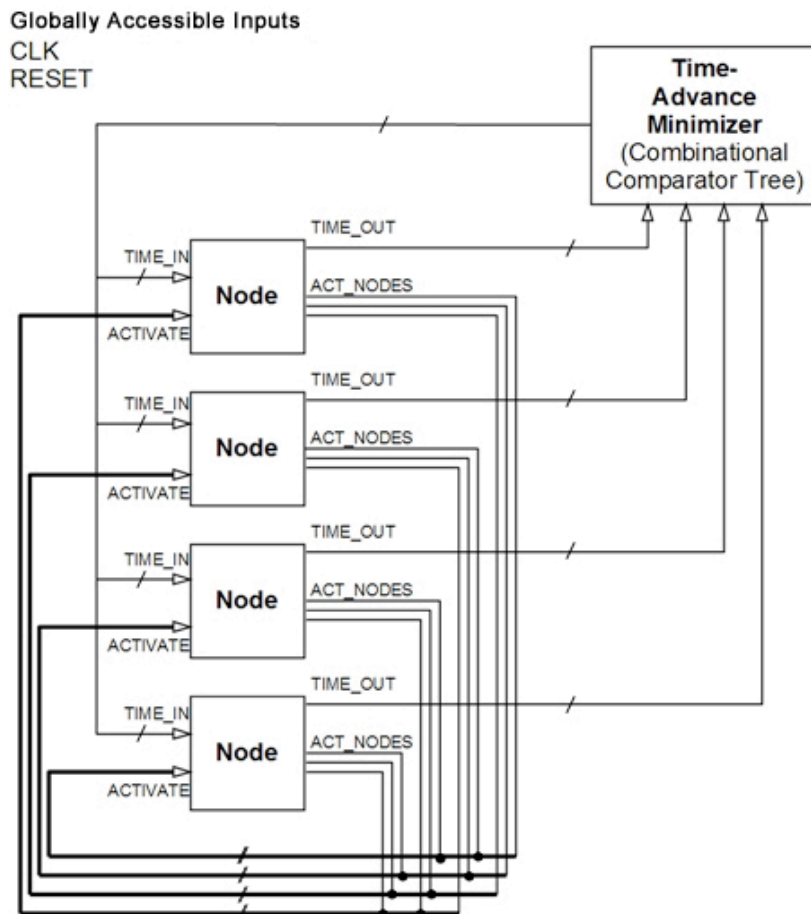 Globally Accessible Inputs
CLK
RESET
Time-
Advance
Minimizer
(Combinational
Comparator Tree)
TIME_OUT
TIME_IN
Node
ACT_NODES
ACTIVATE
TIME_OUT
TIME_IN
Node
ACT_NODES
ACTIVATE
TIME_OUT
TIME_IN
Node
ACT_NODES
ACTIVATE
TIME_OUT
TIME_IN
Node
ACT_NODES
ACTIVATE